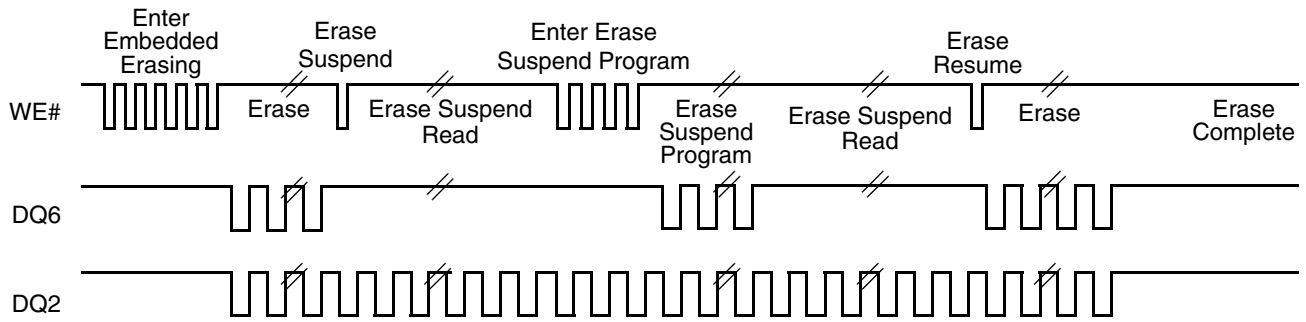 Enter
Embedded
Erasing
Erase
Suspend
Enter Erase
Suspend Program
Erase
Resume
WE#
Erase
Erase Suspend
Read
Erase
Suspend
Program
Erase Suspend
Read
Erase
Erase
Complete
DQ6
DQ2